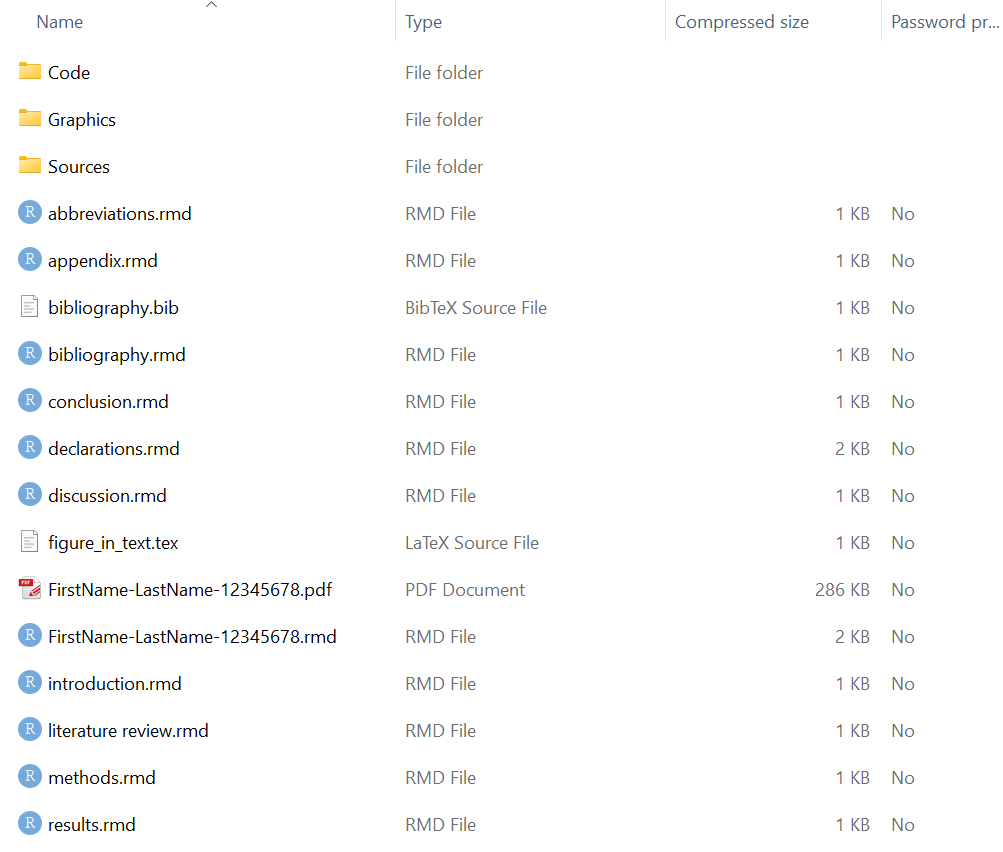 Name Type Compressed size Password pr...
Code File folder
Graphics File folder
Sources File folder
R abbreviations.rmd RMD File 1 KB No
R appendix.rmd RMD File 1 KB No
bibliography.bib BibTeX Source File 1 KB No
R bibliography.rmd RMD File 1 KB No
R conclusion.rmd RMD File 1 KB No
R declarations.rmd RMD File 2 KB No
R discussion.rmd RMD File 1 KB No
figure_in_text.tex LaTeX Source File 1 KB No
PDF FirstName-LastName-12345678.pdf PDF Document 286 KB No
R FirstName-LastName-12345678.rmd RMD File 2 KB No
R introduction.rmd RMD File 1 KB No
R literature review.rmd RMD File 1 KB No
R methods.rmd RMD File 1 KB No
R results.rmd RMD File 1 KB No